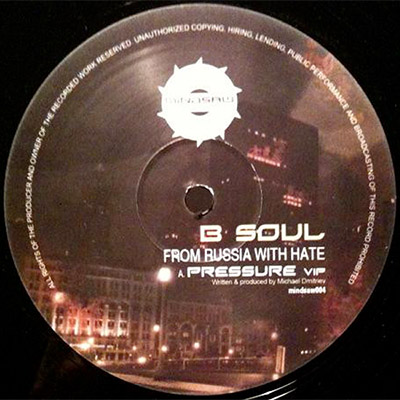 ALL RIGHTS OF THE PRODUCER AND OWNER OF THE RECORDED WORK RESERVED. UNAUTHORIZED COPYING, HIRING, LENDING, PUBLIC PERFORMANCE AND BROADCASTING OF THIS RECORD PROHIBITED
MINDSAW
B SOUL
FROM RUSSIA WITH HATE
A. PRESSURE VIP
Written & produced by Michael Dmitriev
mindsaw004